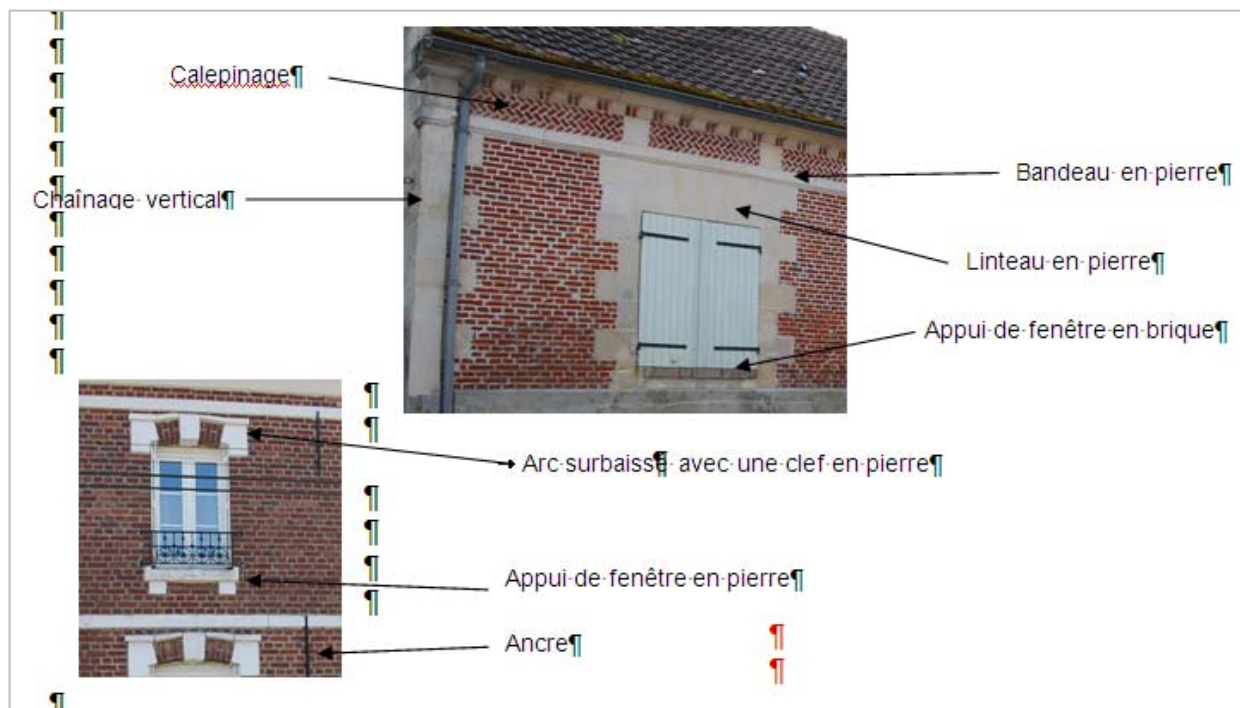 Calepinage¶
Bandeau en pierre¶
Chaînage vertical¶
Linteau en pierre¶
Appui de fenêtre en brique¶
Arc surbaissé avec une clef en pierre¶
Appui de fenêtre en pierre¶
Ancre¶